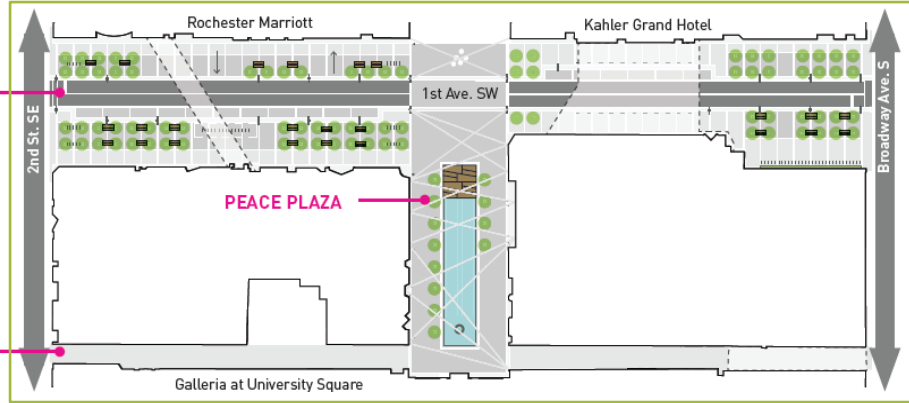 Rochester Marriott
Kahler Grand Hotel
2nd St. SE
1st Ave. SW
Broadway Ave. S
PEACE PLAZA
Galleria at University Square